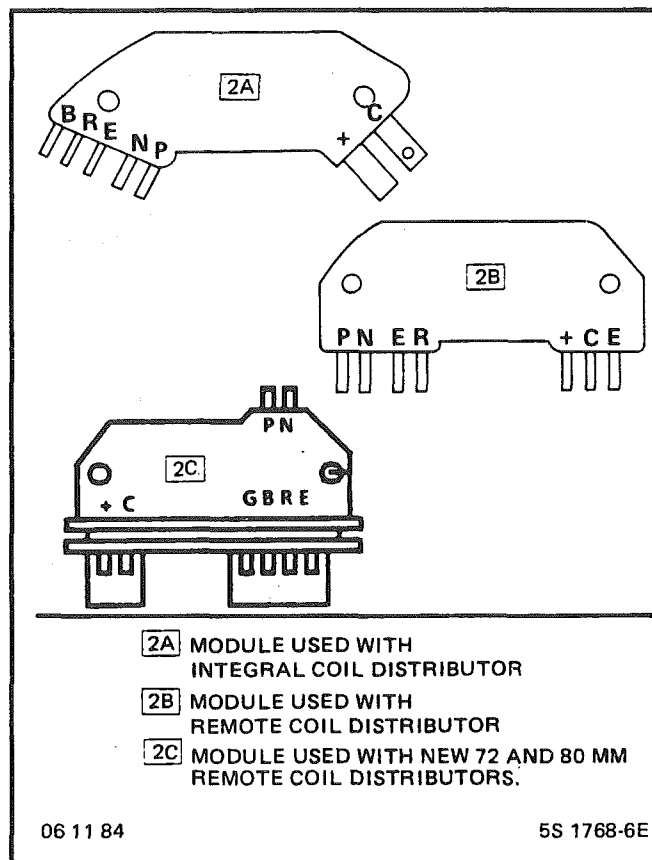 2A
B R E N P
+ C
2B
P N E R + C E
P N
2C
+ C G B R E
2A MODULE USED WITH
INTEGRAL COIL DISTRIBUTOR
2B MODULE USED WITH
REMOTE COIL DISTRIBUTOR
2C MODULE USED WITH NEW 72 AND 80 MM
REMOTE COIL DISTRIBUTORS.
06 11 84 5S 1768-6E